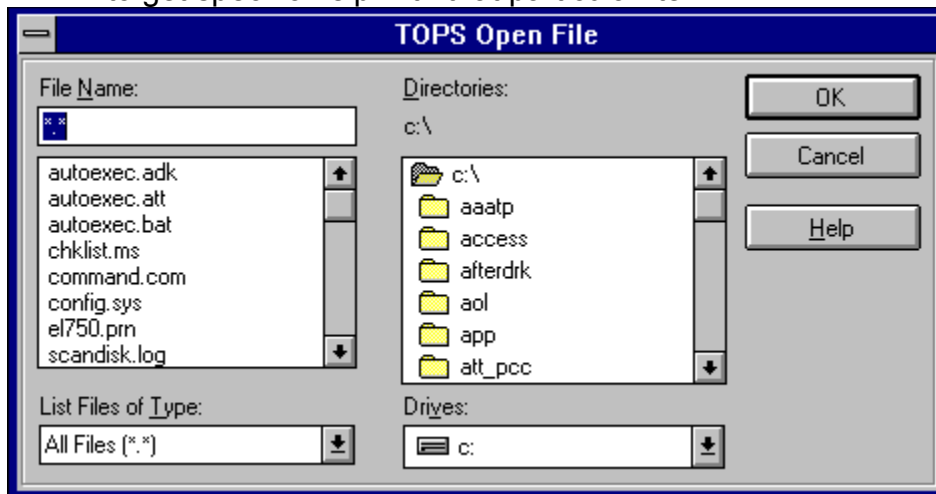 TOPS Open File
File Name:
*.*
autoexec.adk
autoexec.att
autoexec.bat
chklist.ms
command.com
config.sys
el750.prn
scandisk.log
List Files of Type:
All Files (*.*)
Directories:
c:\
c:\
aaatp
access
afterdrk
aol
app
att_pcc
Drives:
c:
OK
Cancel
Help